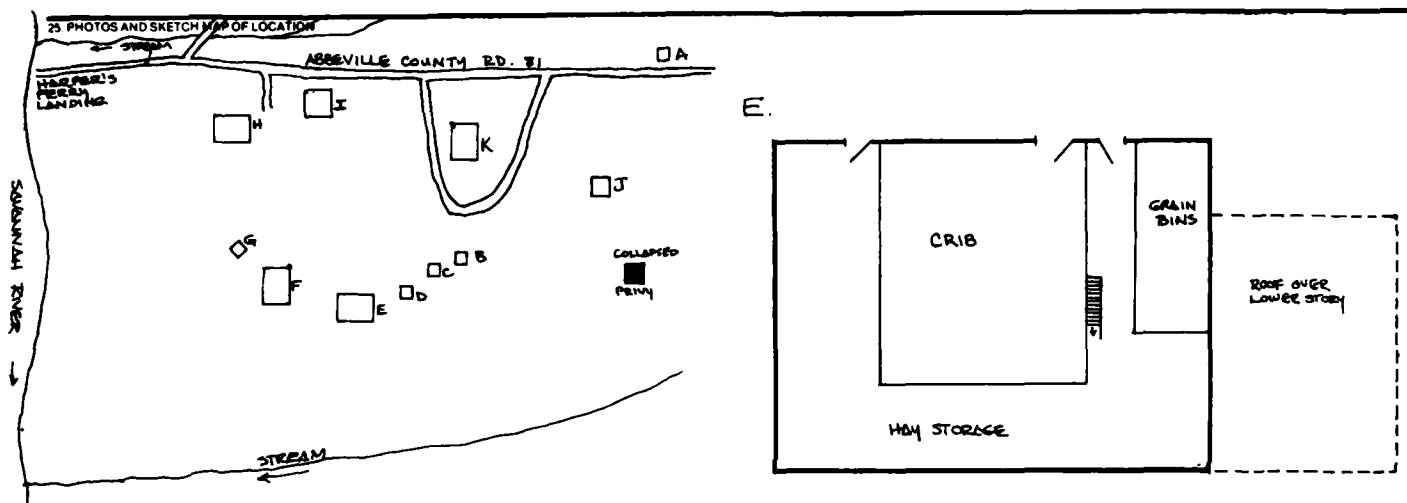 25. PHOTOS AND SKETCH MAP OF LOCATION
← STREAM
ABBEVILLE COUNTY RD. 81
A
HARPER'S
FERRY
LANDING
I
H
K
E.
J
SAVANNAH RIVER →
G
B
C
COLLAPSED
PRIVY
F
D
E
STREAM
←
CRIB
GRAIN
BINS
ROOF OVER
LOWER STORY
HAY STORAGE